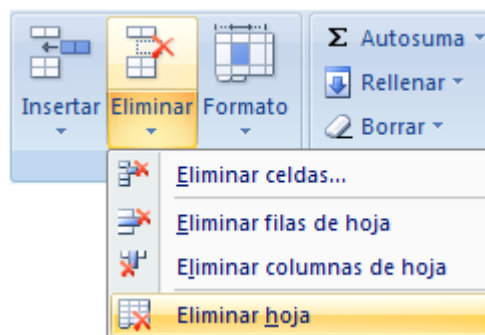 Insertar Eliminar Formato
Σ Autosuma
Rellenar
Borrar
Eliminar celdas...
Eliminar filas de hoja
Eliminar columnas de hoja
Eliminar hoja